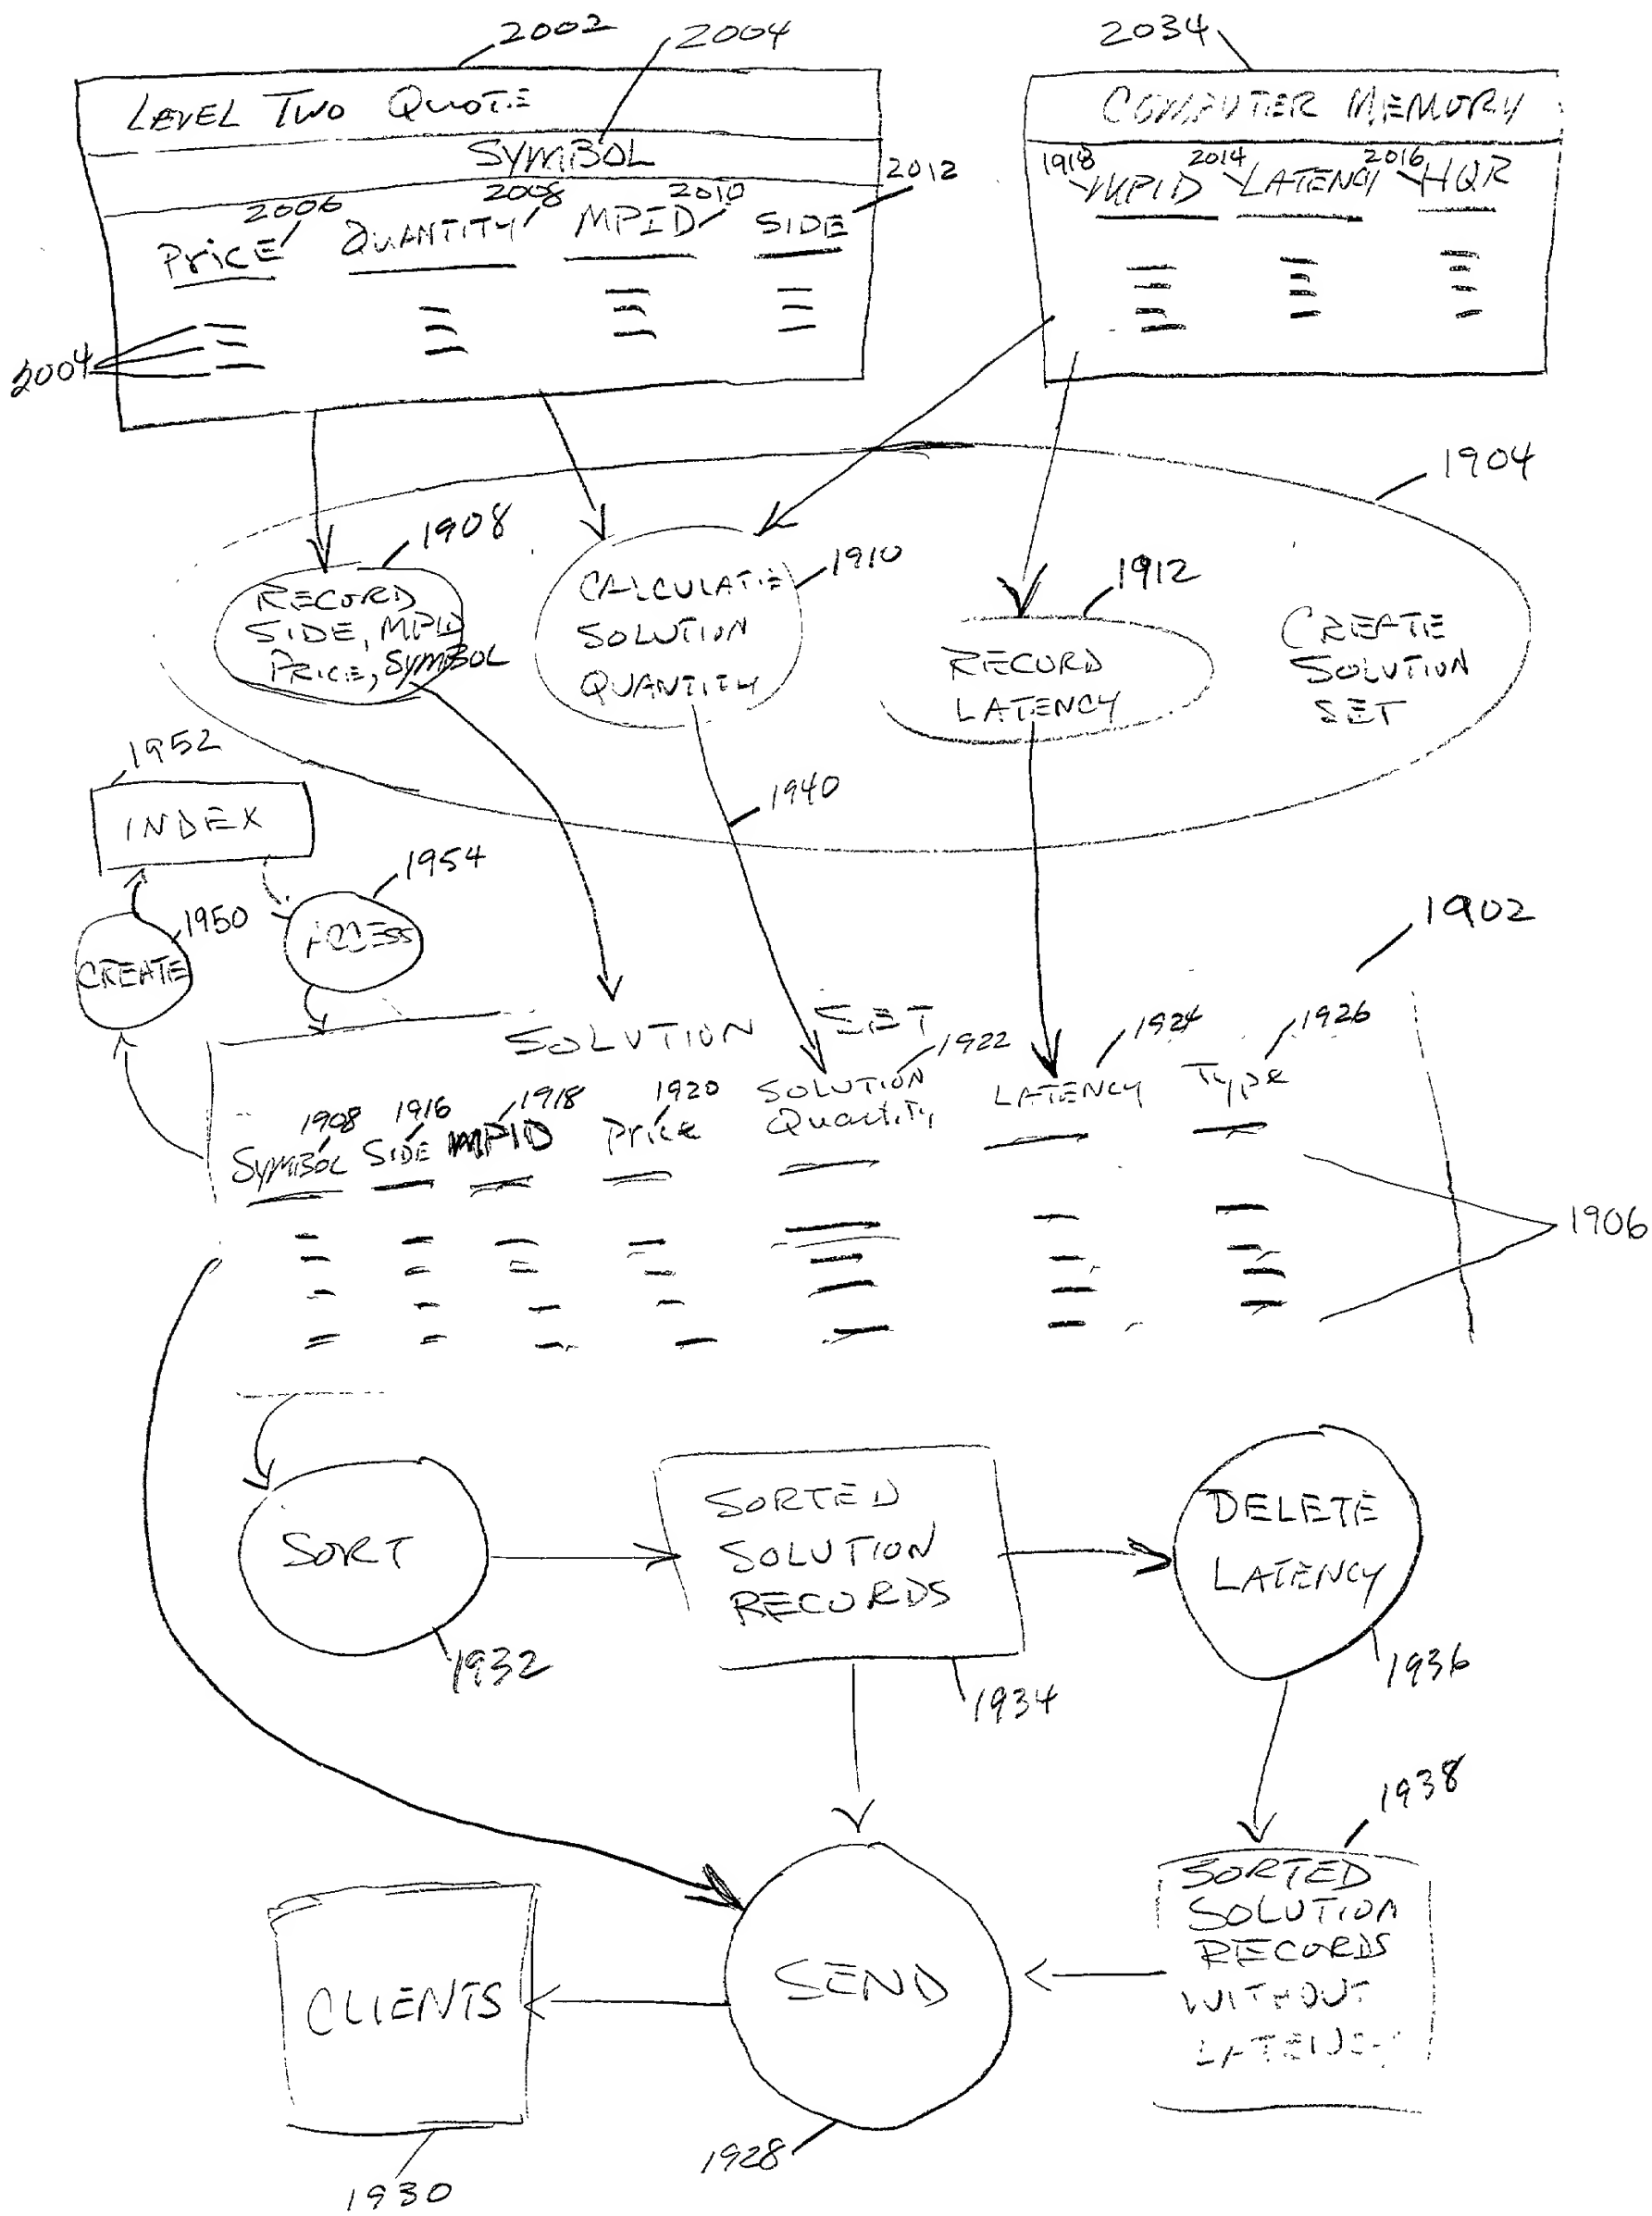 2002
2004
2034
LEVEL TWO QUOTE
COMPUTER MEMORY
SYMBOL
2012
1918 2014 2016
MPID LATENCY HQR
2006 2008 2010
PRICE QUANTITY MPID SIDE
2004
1904
1908
1910
1912
RECORD
SIDE, MPID
PRICE, SYMBOL
CALCULATE
SOLUTION
QUANTITY
RECORD
LATENCY
CREATE
SOLUTION
SET
1952
INDEX
1940
1954
1950
ACCESS
CREATE
1902
SOLUTION SET
1922
1924
1926
1908 1916 1918 1920
SYMBOL SIDE MPID Price
SOLUTION
Quantity
LATENCY
Type
1906
SORT
1932
SORTED
SOLUTION
RECORDS
1934
DELETE
LATENCY
1936
1938
SORTED
SOLUTION
RECORDS
WITHOUT
LATENCY
CLIENTS
SEND
1928
1930